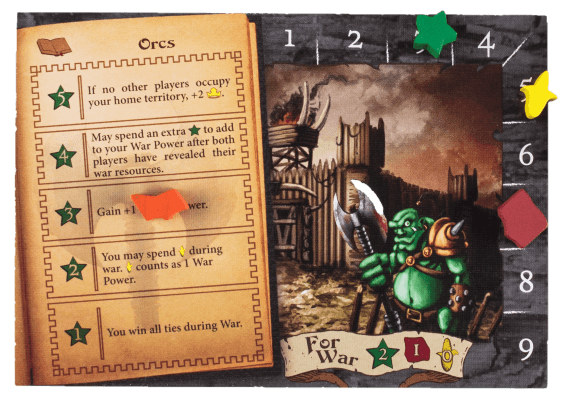 Orcs
5
If no other players occupy
your home territory, +2 .
4
May spend an extra to add
to your War Power after both
players have revealed their
war resources.
3
Gain +1 wer.
2
You may spend during
war. counts as 1 War
Power.
1
You win all ties during War.
1 2 4
6
8
9
For
War
2 1 0